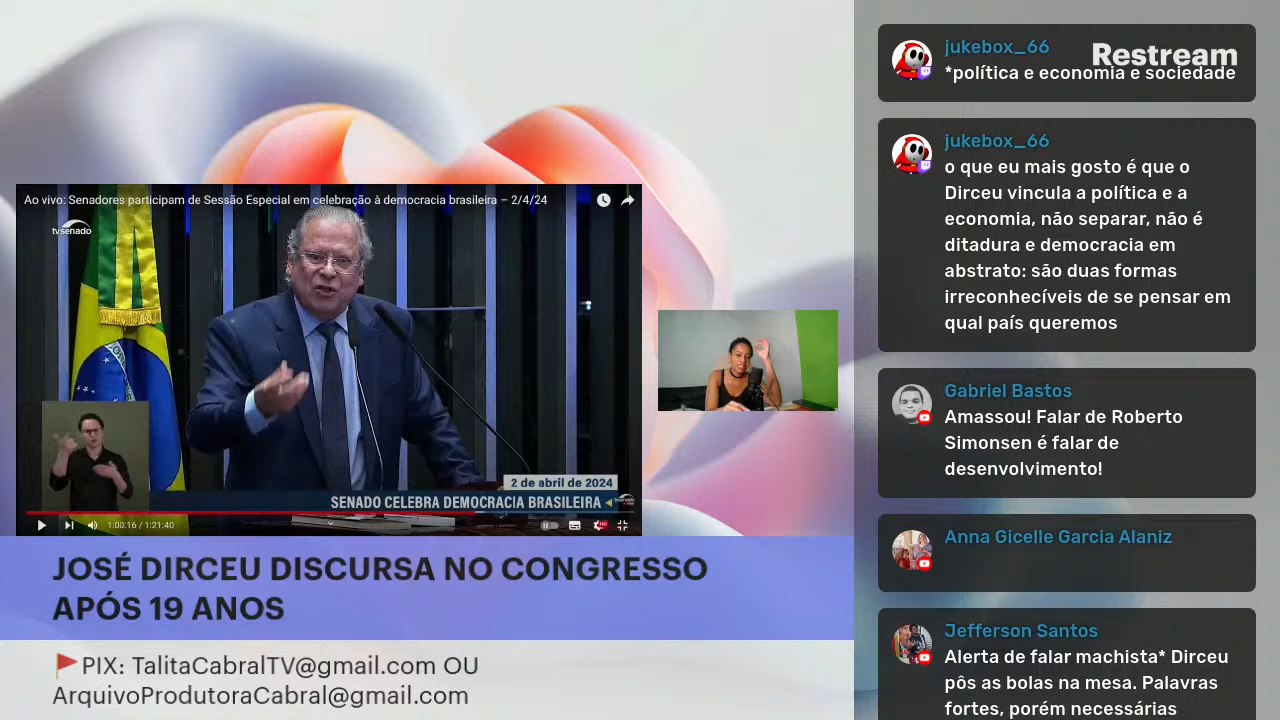 Ao vivo: Senadores participam de Sessão Especial em celebração à democracia brasileira – 2/4/24
tvsenado
2 de abril de 2024
SENADO CELEBRA DEMOCRACIA BRASILEIRA
1:00:16 / 1:21:40
HD
JOSÉ DIRCEU DISCURSA NO CONGRESSO
APÓS 19 ANOS
PIX: TalitaCabralTV@gmail.com OU
ArquivoProdutoraCabral@gmail.com
Restream
jukebox_66
*política e economia e sociedade
jukebox_66
o que eu mais gosto é que o
Dirceu vincula a política e a
economia, não separar, não é
ditadura e democracia em
abstrato: são duas formas
irreconhecíveis de se pensar em
qual país queremos
Gabriel Bastos
Amassou! Falar de Roberto
Simonsen é falar de
desenvolvimento!
Anna Gicelle Garcia Alaniz
Jefferson Santos
Alerta de falar machista* Dirceu
pôs as bolas na mesa. Palavras
fortes, porém necessárias